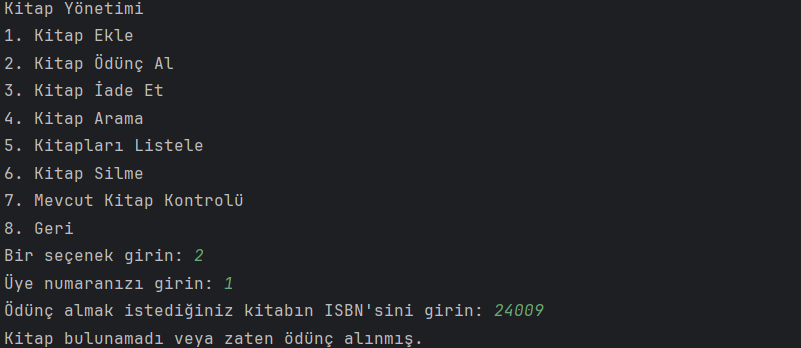 Kitap Yönetimi
1. Kitap Ekle
2. Kitap Ödünç Al
3. Kitap İade Et
4. Kitap Arama
5. Kitapları Listele
6. Kitap Silme
7. Mevcut Kitap Kontrolü
8. Geri
Bir seçenek girin: 2
Üye numaranızı girin: 1
Ödünç almak istediğiniz kitabın ISBN'sini girin: 24009
Kitap bulunamadı veya zaten ödünç alınmış.